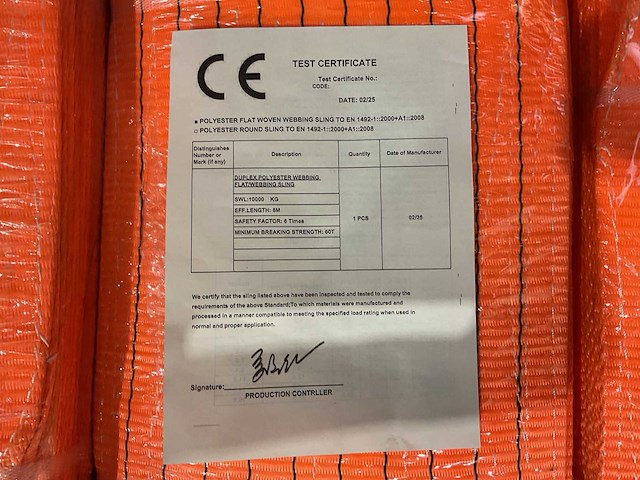 CE
TEST CERTIFICATE
Test Certificate No.:
CODE:
DATE: 02/25
POLYESTER FLAT WOVEN WEBBING SLING TO EN 1492-1::2000+A1::2008
POLYESTER ROUND SLING TO EN 1492-1::2000+A1::2008
Distinguishes Number or Mark (if any)
Description
Quantity
Date of Manufacturer
DUPLEX POLYESTER WEBBING
FLAT/WEBBING SLING
SWL:10000 KG
EFF.LENGTH: 8M
SAFETY FACTOR: 6 Times
MINIMUM BREAKING STRENGTH: 60T
1 PCS
02/25
We certify that the sling listed above have been inspected and tested to comply the
requirements of the above Standard;To which materials were manufactured and
processed in a manner compatible to meeting the specified load rating when used in
normal and proper application.
Signature:
PRODUCTION CONTRLLER